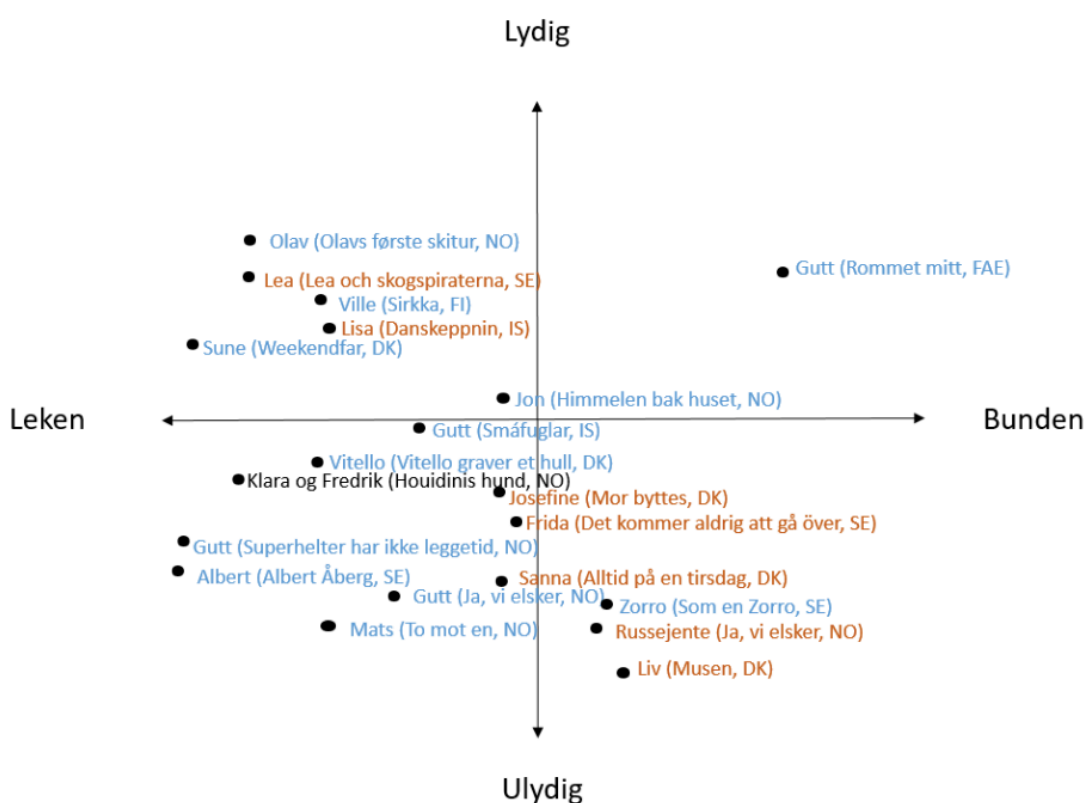 Lydig
Olav (Olavs første skitur, NO)
Gutt (Rommet mitt, FAE)
Lea (Lea och skogspiraterna, SE)
Ville (Sirkka, FI)
Lisa (Danskeppnin, IS)
Sune (Weekendfar, DK)
Jon (Himmelen bak huset, NO)
Leken
Bunden
Gutt (Smáfuglar, IS)
Vitello (Vitello graver et hull, DK)
Klara og Fredrik (Houidinis hund, NO)
Josefine (Mor byttes, DK)
Frida (Det kommer aldrig att gå över, SE)
Gutt (Superhelter har ikke leggetid, NO)
Albert (Albert Åberg, SE)
Sanna (Alltid på en tirsdag, DK)
Gutt (Ja, vi elsker, NO)
Zorro (Som en Zorro, SE)
Mats (To mot en, NO)
Russejente (Ja, vi elsker, NO)
Liv (Musen, DK)
Ulydig